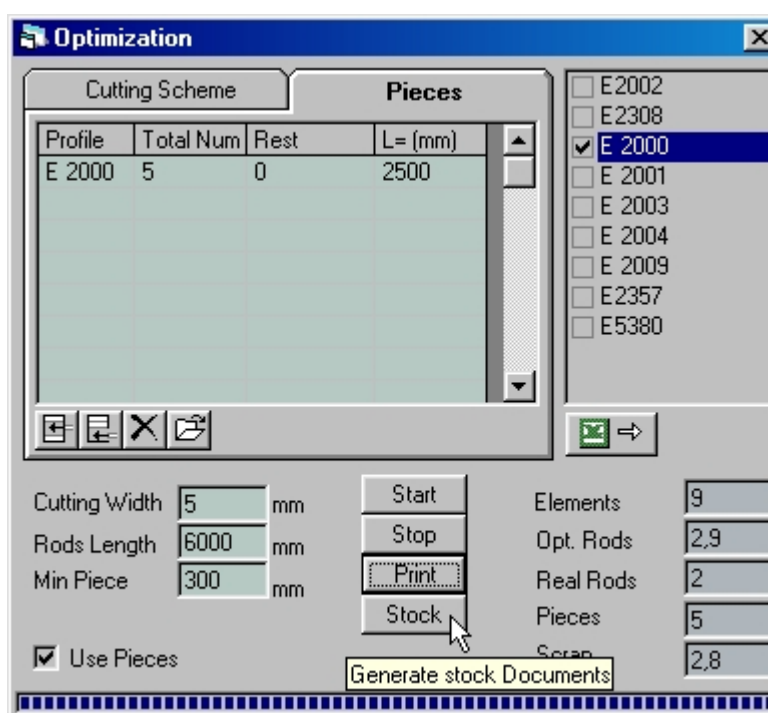 Optimization
Cutting Scheme
Pieces
Profile Total Num Rest L= (mm)
E 2000 5 0 2500
E2002
E2308
E 2000
E 2001
E 2003
E 2004
E 2009
E2357
E5380
Cutting Width 5 mm
Rods Length 6000 mm
Min Piece 300 mm
Use Pieces
Start
Stop
Print
Stock
Generate stock Documents
Elements 9
Opt. Rods 2,9
Real Rods 2
Pieces 5
Scrap 2,8